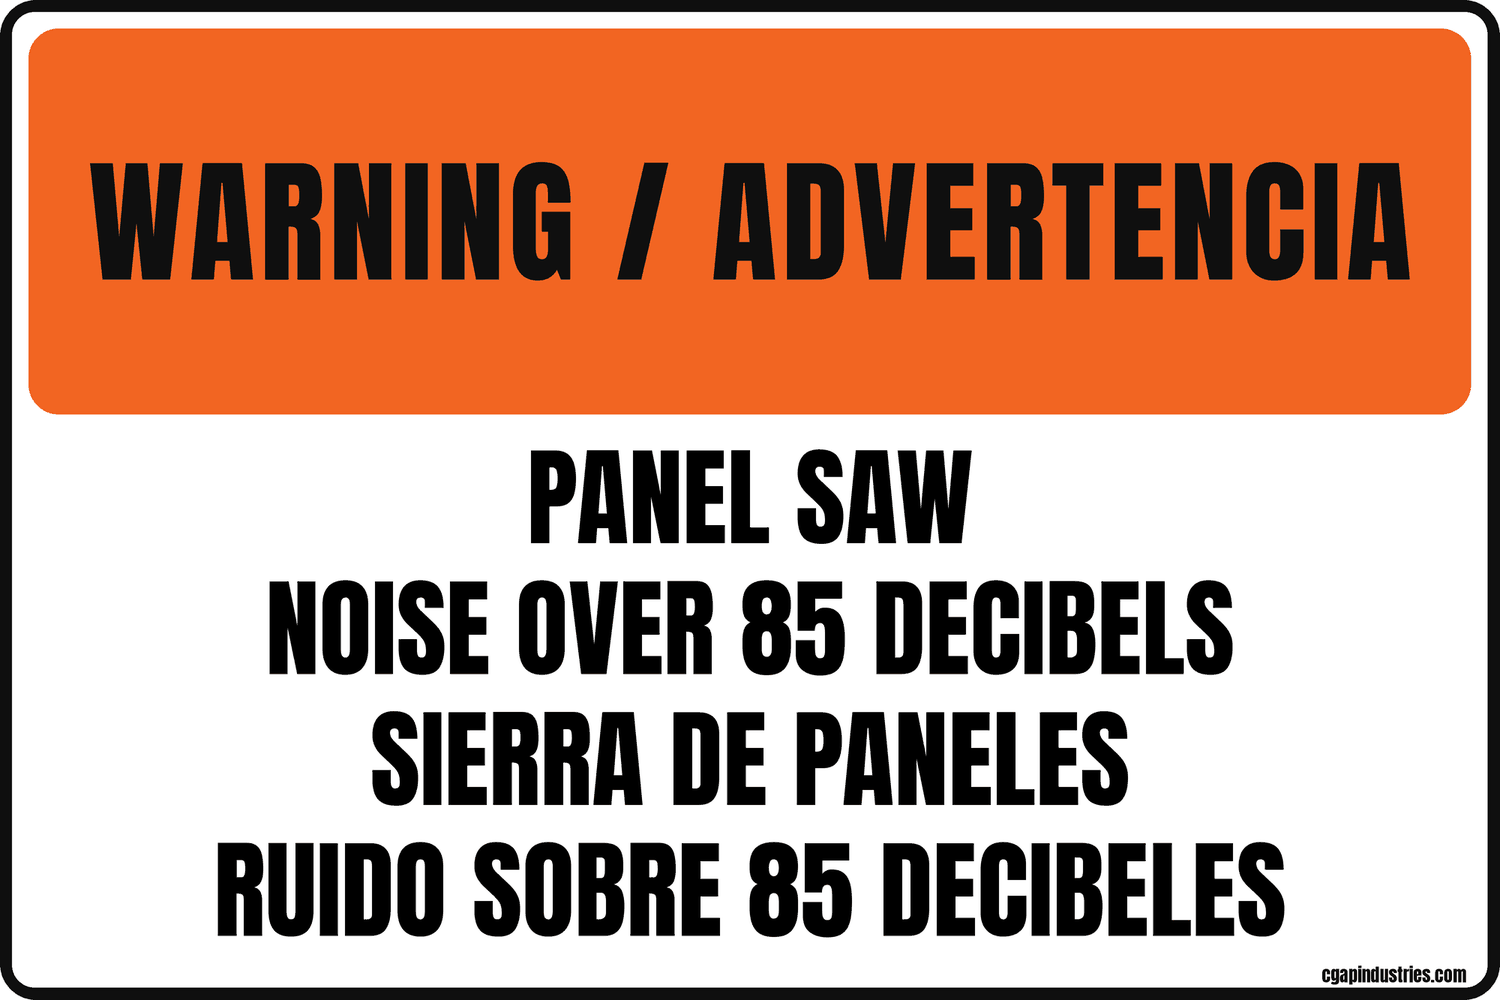 WARNING / ADVERTENCIA
PANEL SAW
NOISE OVER 85 DECIBELS
SIERRA DE PANELES
RUIDO SOBRE 85 DECIBELES
cgapindustries.com